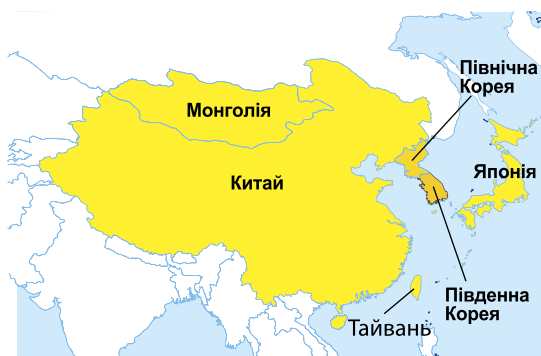 Північна
Корея
Монголія
Японія
Китай
Південна
Корея
Тайвань